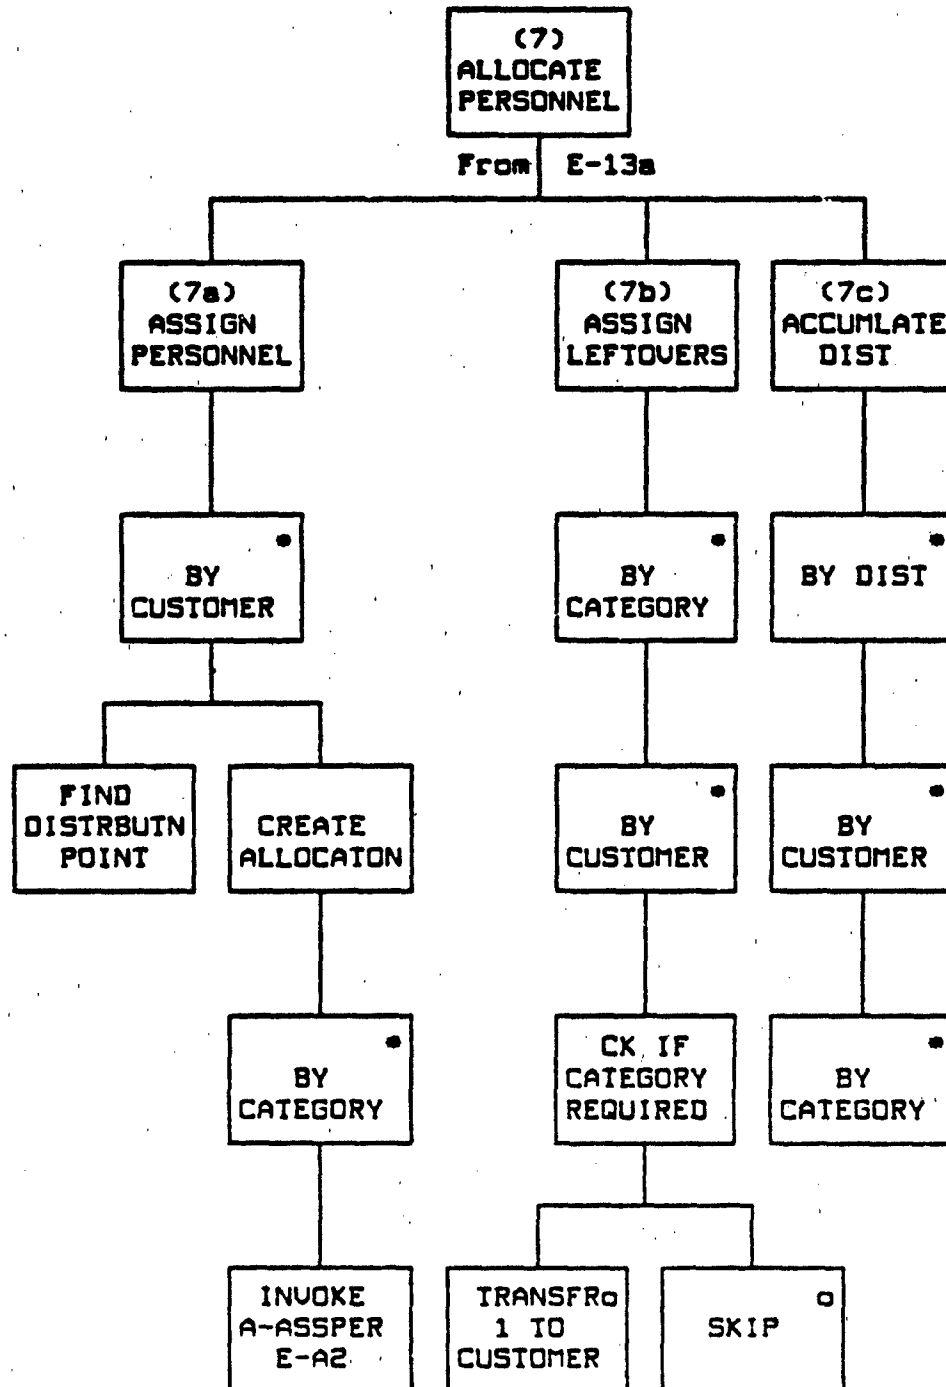 (7)
ALLOCATE
PERSONNEL
From E-13a
(7a)
ASSIGN
PERSONNEL
(7b)
ASSIGN
LEFTOVERS
(7c)
ACCUMLATE
DIST
*
BY
CUSTOMER
*
BY
CATEGORY
*
BY DIST
FIND
DISTRBUTN
POINT
CREATE
ALLOCATON
*
BY
CUSTOMER
*
BY
CUSTOMER
*
BY
CATEGORY
CK IF
CATEGORY
REQUIRED
*
BY
CATEGORY
INVOKE
A-ASSPER
E-A2
TRANSFRo
1 TO
CUSTOMER
o
SKIP